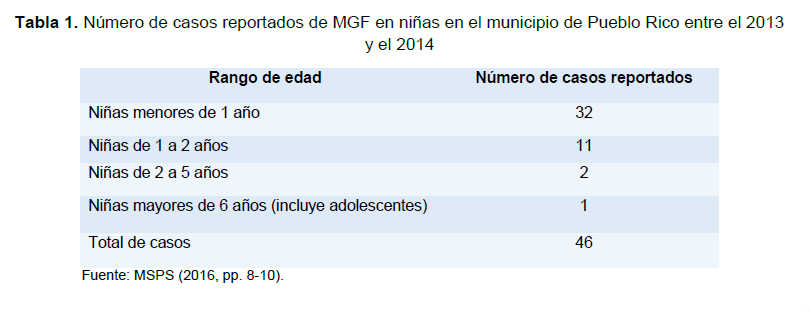 Tabla 1. Número de casos reportados de MGF en niñas en el municipio de Pueblo Rico entre el 2013
y el 2014
Rango de edad Número de casos reportados
Niñas menores de 1 año 32
Niñas de 1 a 2 años 11
Niñas de 2 a 5 años 2
Niñas mayores de 6 años (incluye adolescentes) 1
Total de casos 46
Fuente: MSPS (2016, pp. 8-10).